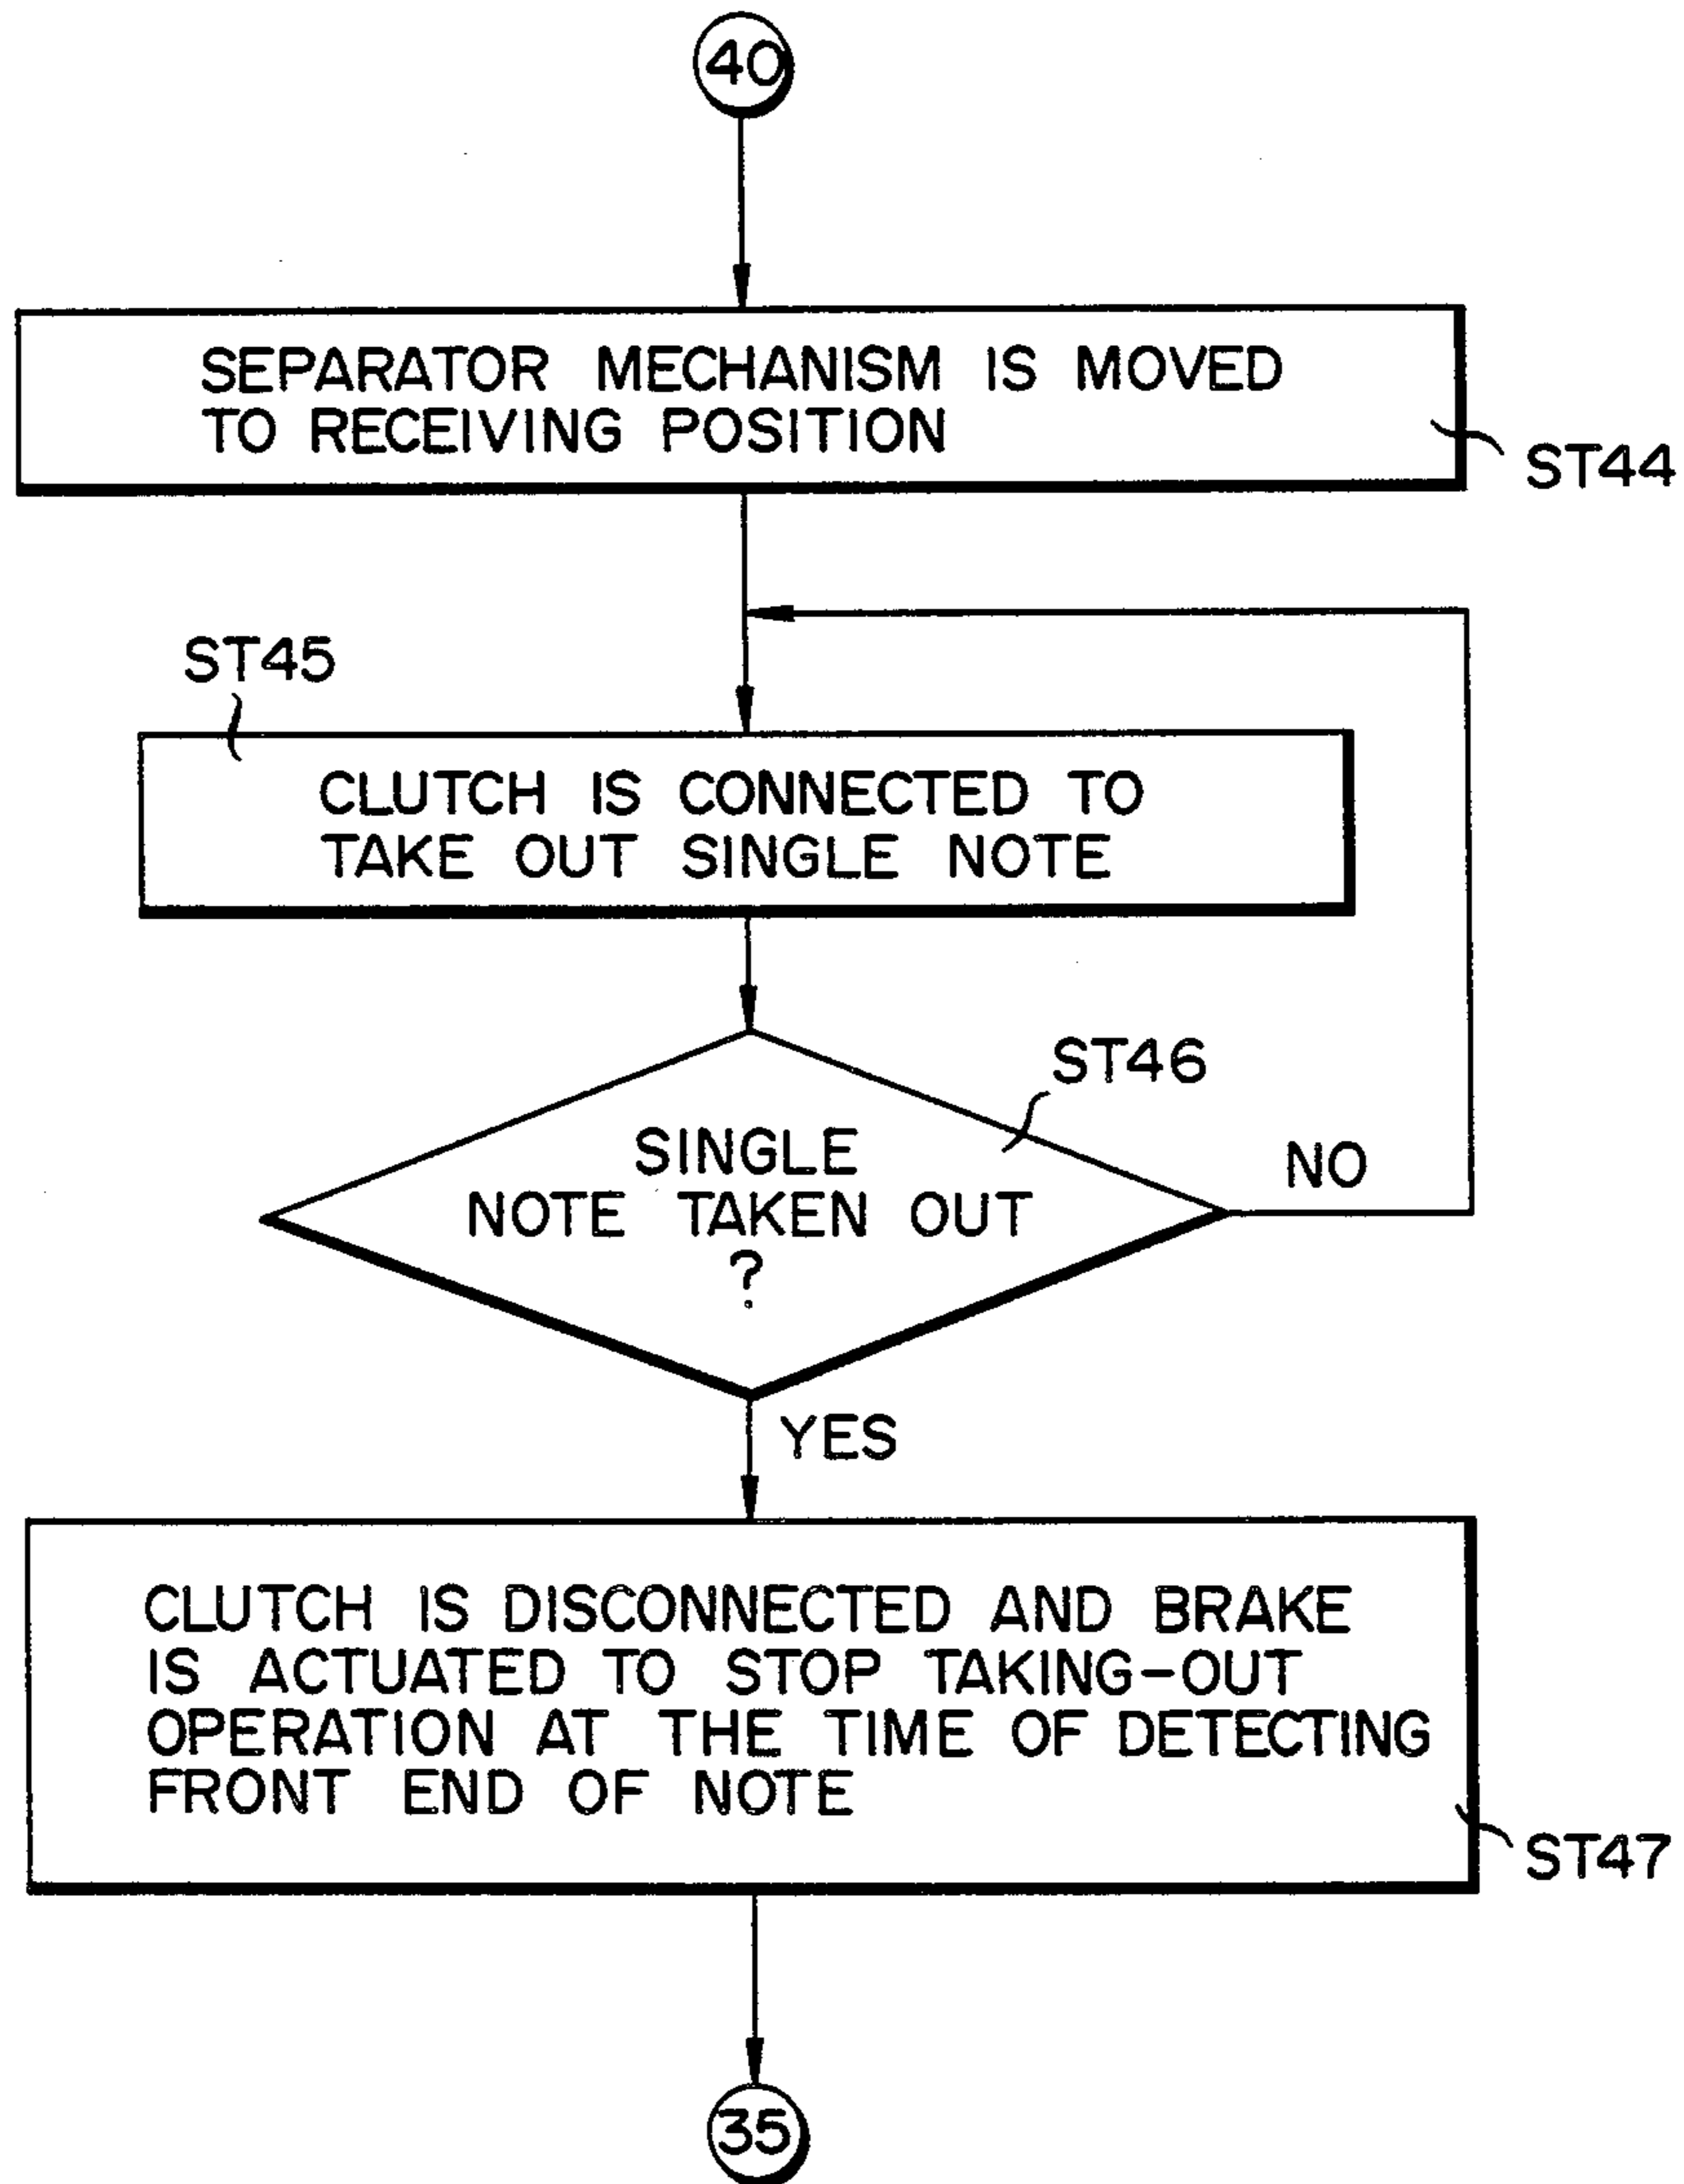 40
SEPARATOR MECHANISM IS MOVED
TO RECEIVING POSITION
ST44
ST45
CLUTCH IS CONNECTED TO
TAKE OUT SINGLE NOTE
ST46
SINGLE
NOTE TAKEN OUT
?
NO
YES
CLUTCH IS DISCONNECTED AND BRAKE
IS ACTUATED TO STOP TAKING-OUT
OPERATION AT THE TIME OF DETECTING
FRONT END OF NOTE
ST47
35